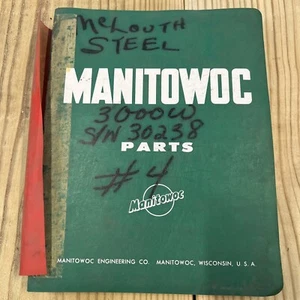 McLOUTH
STEEL
MANITOWOC
3000W
S/N 30238
PARTS
#4
Manitowoc
MANITOWOC ENGINEERING CO. MANITOWOC, WISCONSIN, U. S. A.